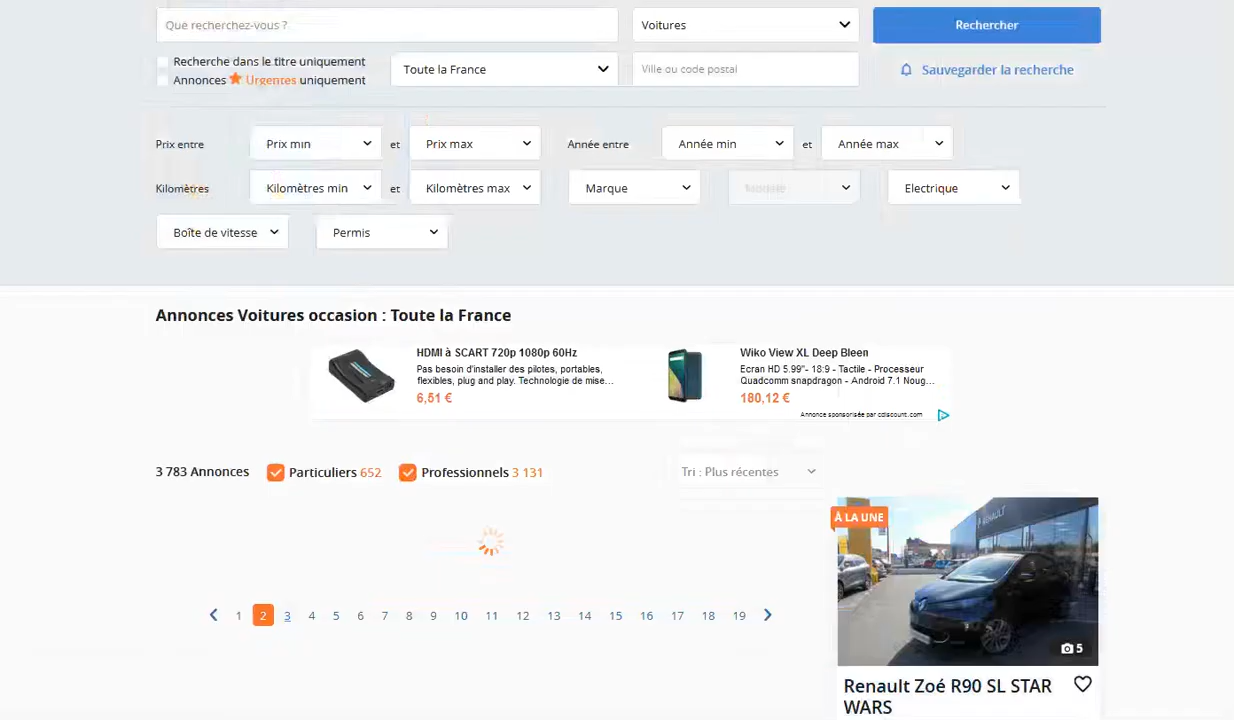 Que recherchez-vous ?
Voitures
Rechercher
Recherche dans le titre uniquement
Annonces Urgentes uniquement
Toute la France
Ville ou code postal
Sauvegarder la recherche
Prix entre
Prix min
et
Prix max
Année entre
Année min
et
Année max
Kilomètres
Kilomètres min
et
Kilomètres max
Marque
Modèle
Electrique
Boîte de vitesse
Permis
Annonces Voitures occasion : Toute la France
HDMI à SCART 720p 1080p 60Hz
Pas besoin d'installer des pilotes, portables,
flexibles, plug and play. Technologie de mise...
6,51 €
Wiko View XL Deep Bleen
Ecran HD 5.99"- 18:9 - Tactile - Processeur
Quadcomm snapdragon - Android 7.1 Noug...
180,12 €
Annonce sponsorisée par cdiscount.com
3 783 Annonces
Particuliers 652
Professionnels 3 131
Tri : Plus récentes
À LA UNE
RENAULT
5
1 2 3 4 5 6 7 8 9 10 11 12 13 14 15 16 17 18 19
Renault Zoé R90 SL STAR
WARS